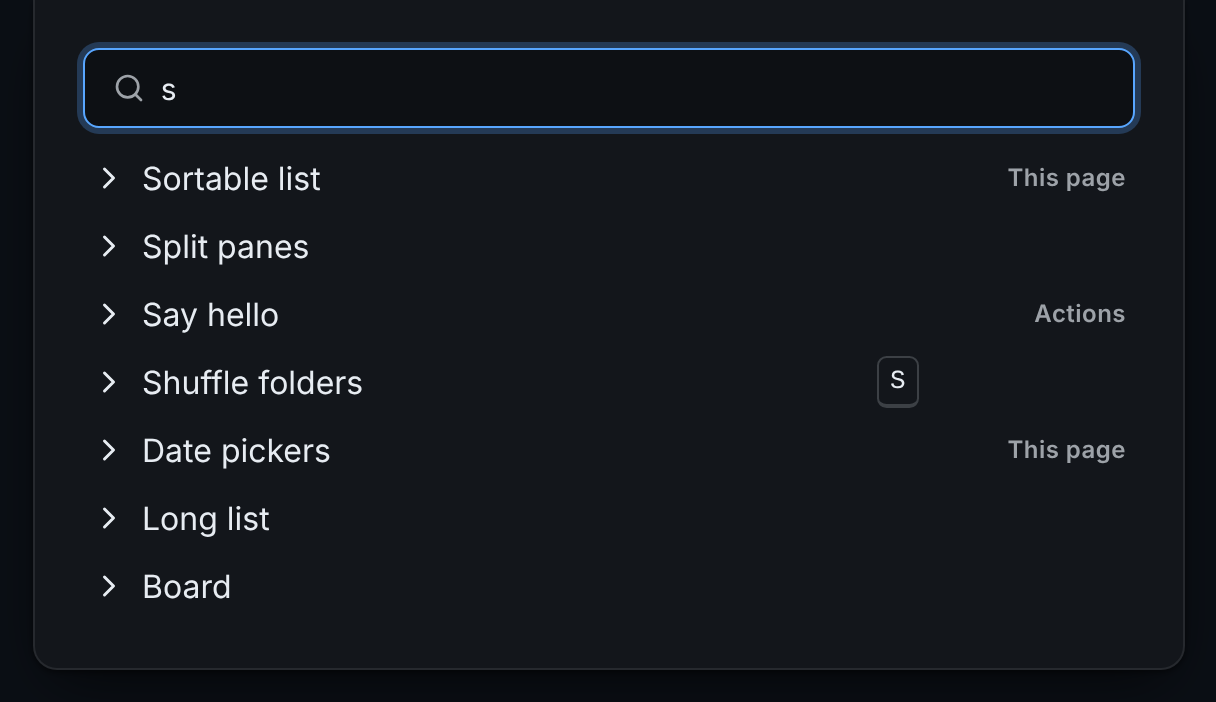 s
Sortable list This page
Split panes
Say hello Actions
Shuffle folders S
Date pickers This page
Long list
Board